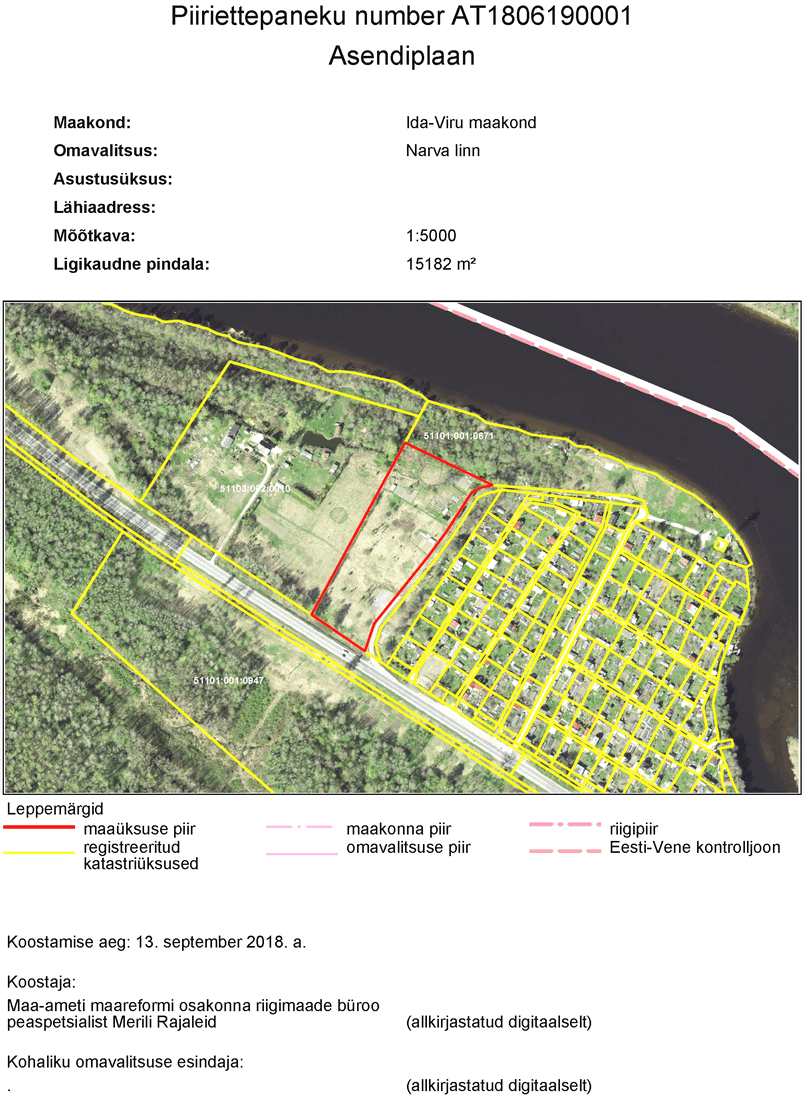 Piiriettepaneku number AT1806190001
Asendiplaan
Maakond: Ida-Viru maakond
Omavalitsus: Narva linn
Asustusüksus:
Lähiaadress:
Mõõtkava: 1:5000
Ligikaudne pindala: 15182 m²
51101:001:0671
51103:002:0010
51101:001:0947
Leppemärgid
maaüksuse piir
registreeritud
katastriüksused
maakonna piir
omavalitsuse piir
riigipiir
Eesti-Vene kontrolljoon
Koostamise aeg: 13. september 2018. a.
Koostaja:
Maa-ameti maareformi osakonna riigimaade büroo
peaspetsialist Merili Rajaleid (allkirjastatud digitaalselt)
Kohaliku omavalitsuse esindaja:
. (allkirjastatud digitaalselt)